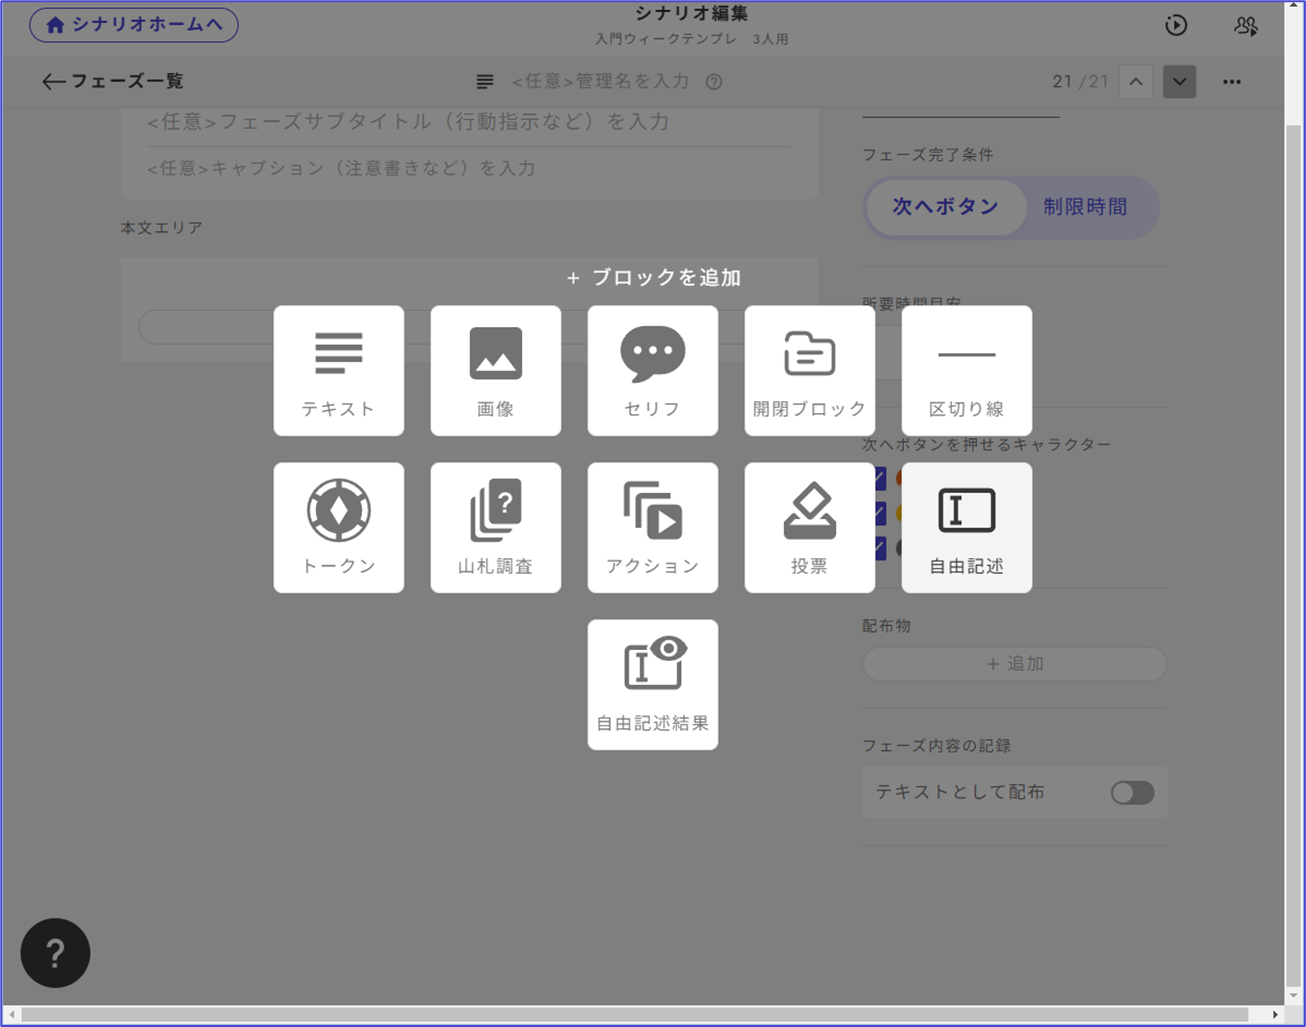 シナリオホームへ
シナリオ編集
入門ウィークテンプレ　3人用
フェーズ一覧
<任意>管理名を入力
21 /21
<任意>フェーズサブタイトル（行動指示など）を入力
<任意>キャプション（注意書きなど）を入力
本文エリア
フェーズ完了条件
次へボタン
制限時間
所要時間目安
+ ブロックを追加
テキスト
画像
セリフ
開閉ブロック
区切り線
次へボタンを押せるキャラクター
トークン
?
山札調査
アクション
投票
自由記述
自由記述結果
配布物
+ 追加
フェーズ内容の記録
テキストとして配布
?